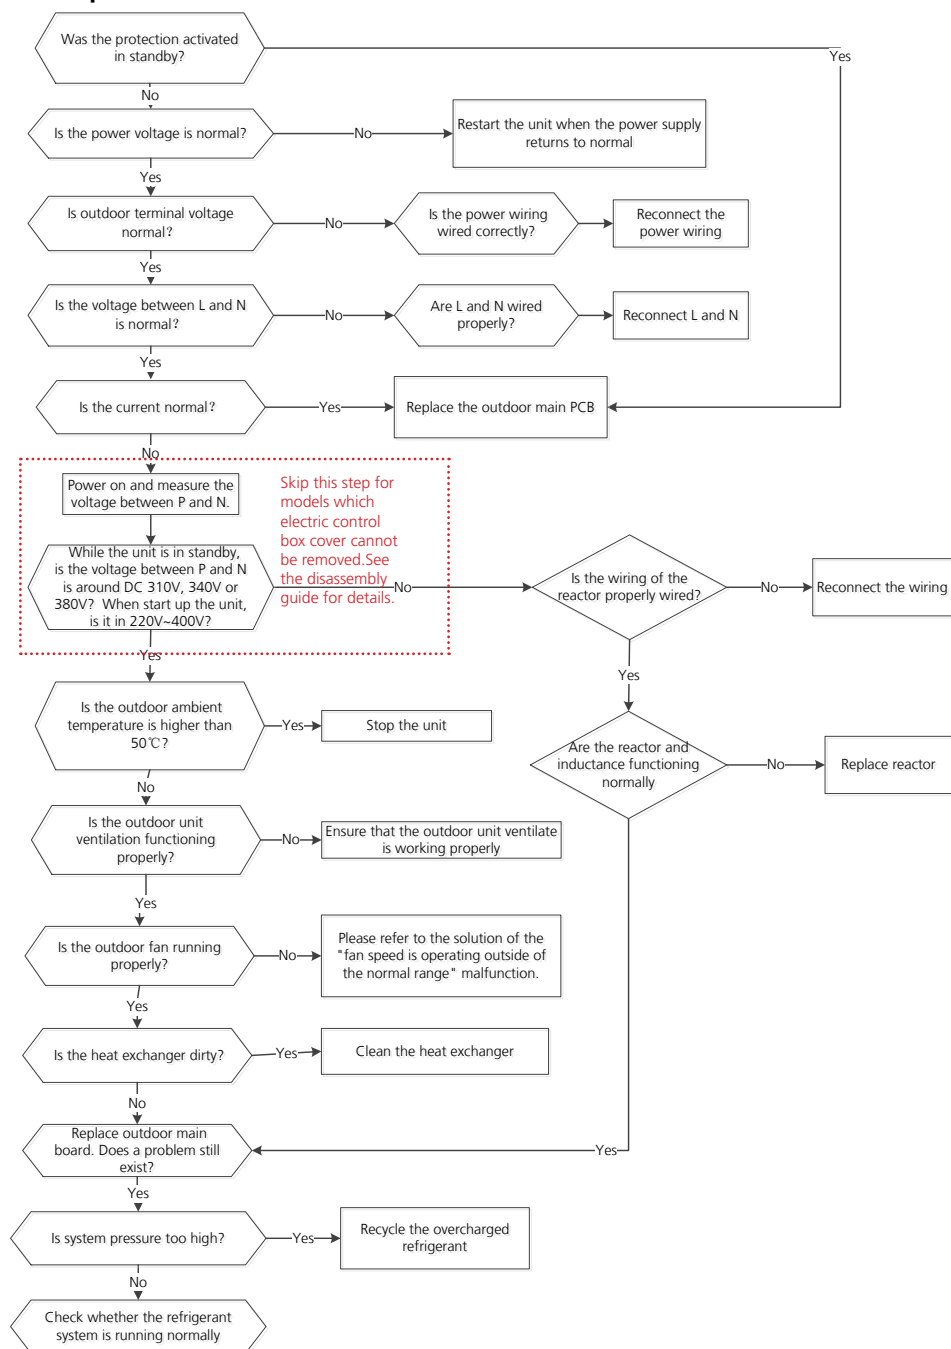 Was the protection activated
in standby?
Yes
No
Is the power voltage is normal?
No
Restart the unit when the power supply
returns to normal
Yes
Is outdoor terminal voltage
normal?
No
Is the power wiring
wired correctly?
Reconnect the
power wiring
Yes
Is the voltage between L and N
is normal?
No
Are L and N wired
properly?
Reconnect L and N
Yes
Is the current normal?
Yes
Replace the outdoor main PCB
No
Power on and measure the
voltage between P and N.
Skip this step for
models which
electric control
box cover cannot
be removed.See
the disassembly
guide for details.
While the unit is in standby,
is the voltage between P and N
is around DC 310V, 340V or
380V? When start up the unit,
is it in 220V~400V?
No
Is the wiring of the
reactor properly wired?
No
Reconnect the wiring
Yes
Yes
Is the outdoor ambient
temperature is higher than
50℃?
Yes
Stop the unit
Are the reactor and
inductance functioning
normally
No
Replace reactor
No
Is the outdoor unit
ventilation functioning
properly?
No
Ensure that the outdoor unit ventilate
is working properly
Yes
Is the outdoor fan running
properly?
No
Please refer to the solution of the
"fan speed is operating outside of
the normal range" malfunction.
Yes
Is the heat exchanger dirty?
Yes
Clean the heat exchanger
No
Replace outdoor main
board. Does a problem still
exist?
Yes
Yes
Is system pressure too high?
Yes
Recycle the overcharged
refrigerant
No
Check whether the refrigerant
system is running normally